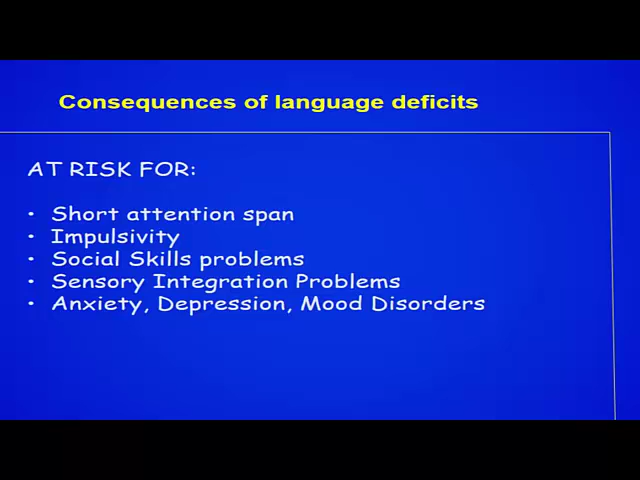 Consequences of language deficits
AT RISK FOR:
• Short attention span
• Impulsivity
• Social Skills problems
• Sensory Integration Problems
• Anxiety, Depression, Mood Disorders